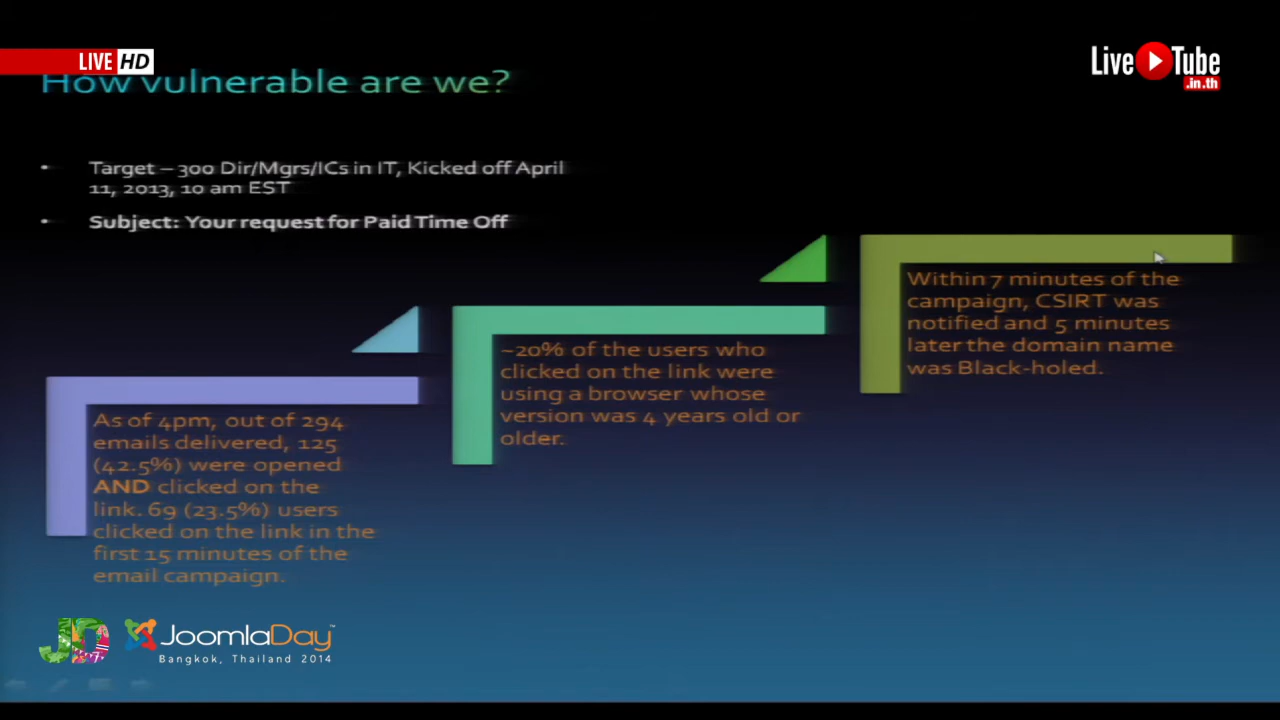 LIVE HD
Live Tube
.in.th
How vulnerable are we?
• Target – 300 Dir/Mgrs/ICs in IT, Kicked off April
11, 2013, 10 am EST
• Subject: Your request for Paid Time Off
As of 4pm, out of 294
emails delivered, 125
(42.5%) were opened
AND clicked on the
link. 69 (23.5%) users
clicked on the link in the
first 15 minutes of the
email campaign.
~20% of the users who
clicked on the link were
using a browser whose
version was 4 years old or
older.
Within 7 minutes of the
campaign, CSIRT was
notified and 5 minutes
later the domain name
was Black-holed.
JD
JoomlaDay™
Bangkok, Thailand 2014